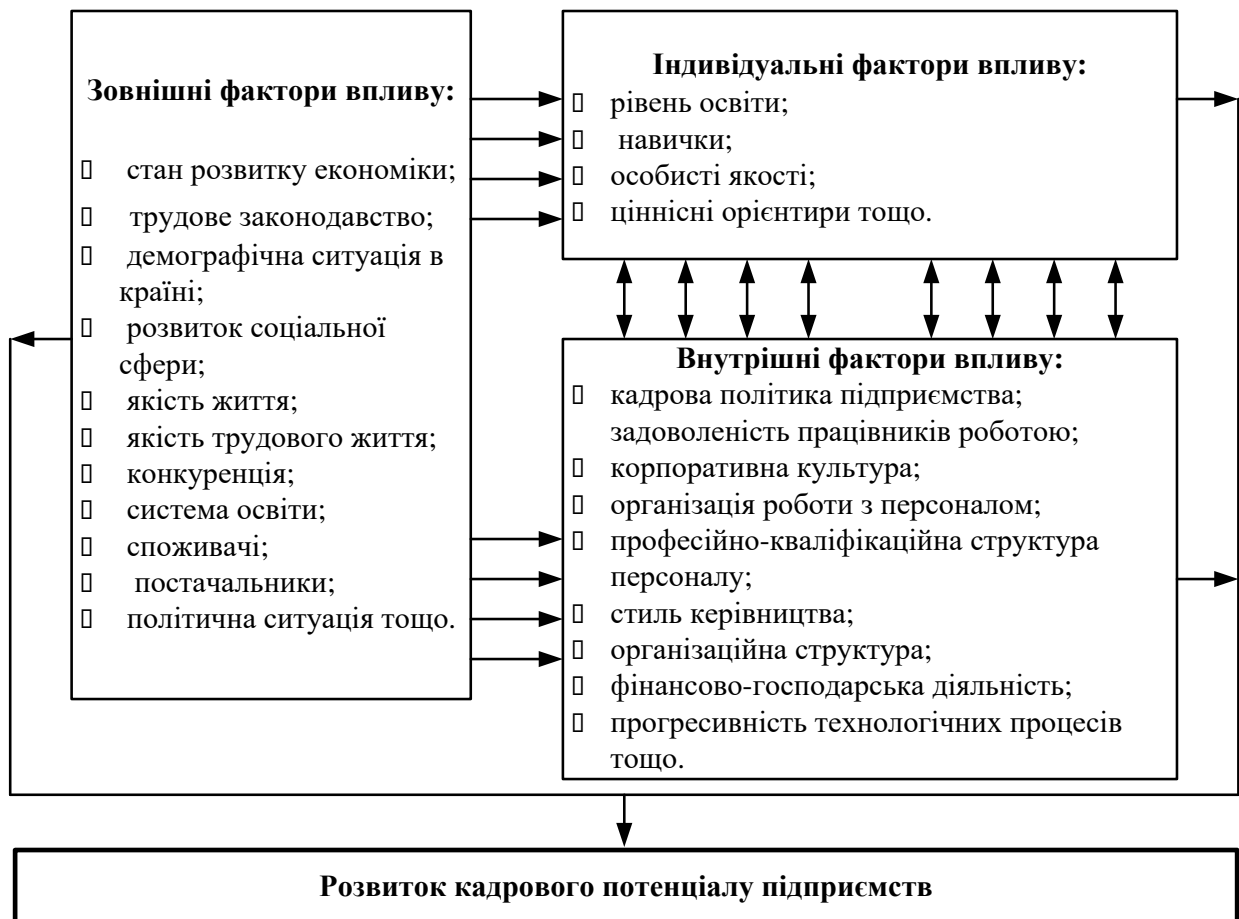 Зовнішні фактори впливу:
стан розвитку економіки;
трудове законодавство;
демографічна ситуація в
країні;
розвиток соціальної
сфери;
якість життя;
якість трудового життя;
конкуренція;
система освіти;
споживачі;
постачальники;
політична ситуація тощо.
Індивідуальні фактори впливу:
рівень освіти;
навички;
особисті якості;
ціннісні орієнтири тощо.
Внутрішні фактори впливу:
кадрова політика підприємства;
задоволеність працівників роботою;
корпоративна культура;
організація роботи з персоналом;
професійно-кваліфікаційна структура
персоналу;
стиль керівництва;
організаційна структура;
фінансово-господарська діяльність;
прогресивність технологічних процесів
тощо.
Розвиток кадрового потенціалу підприємств